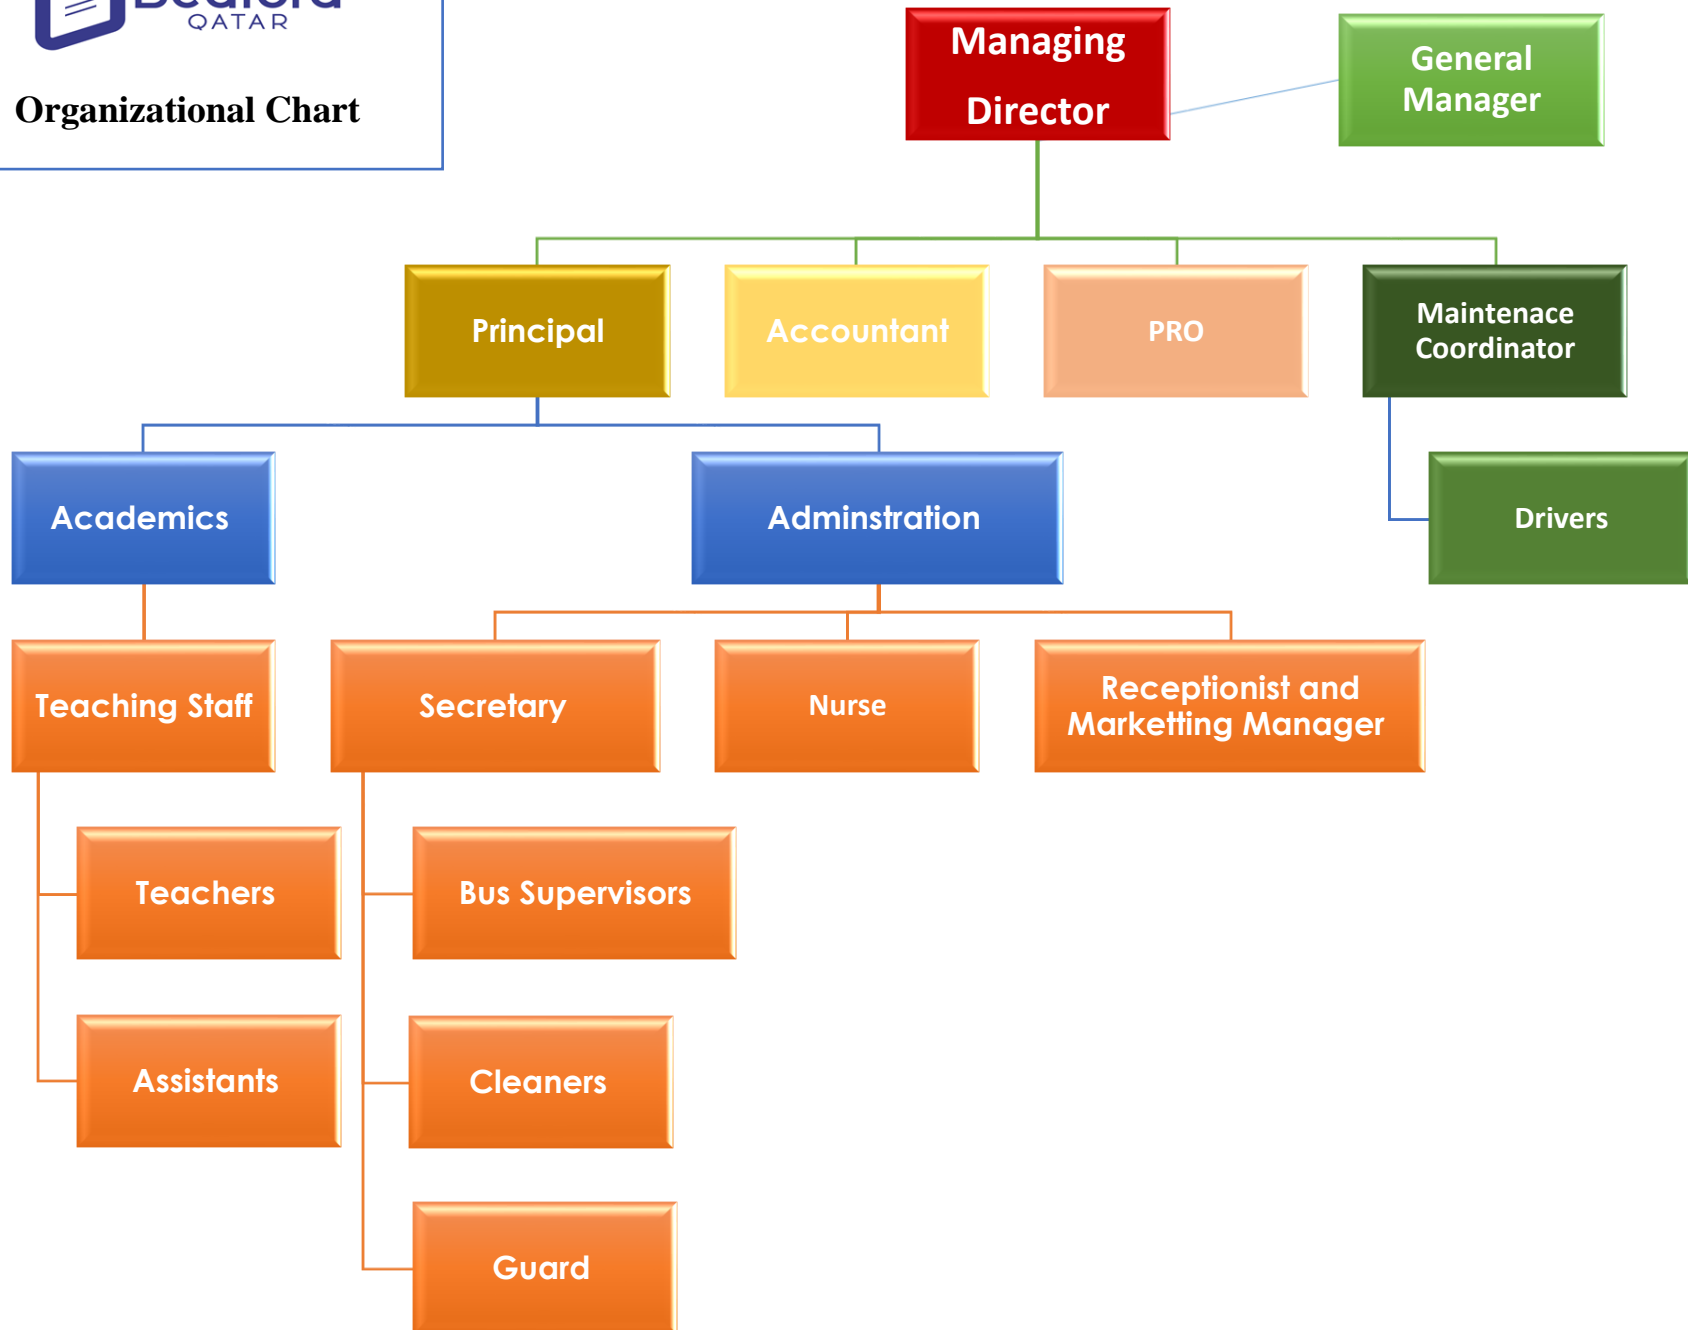 Bedford
QATAR
Organizational Chart
Managing
Director
General
Manager
Principal
Accountant
PRO
Maintenace
Coordinator
Academics
Adminstration
Drivers
Teaching Staff
Secretary
Nurse
Receptionist and
Marketting Manager
Teachers
Bus Supervisors
Assistants
Cleaners
Guard